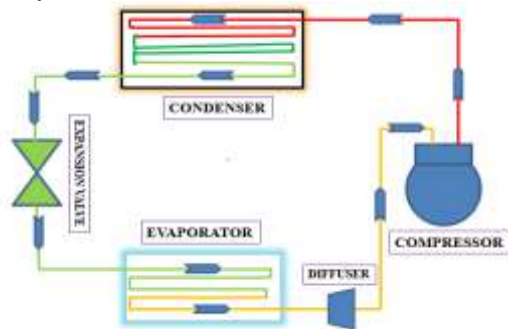 CONDENSER
EXPANSION VALVE
EVAPORATOR
DIFFUSER
COMPRESSOR